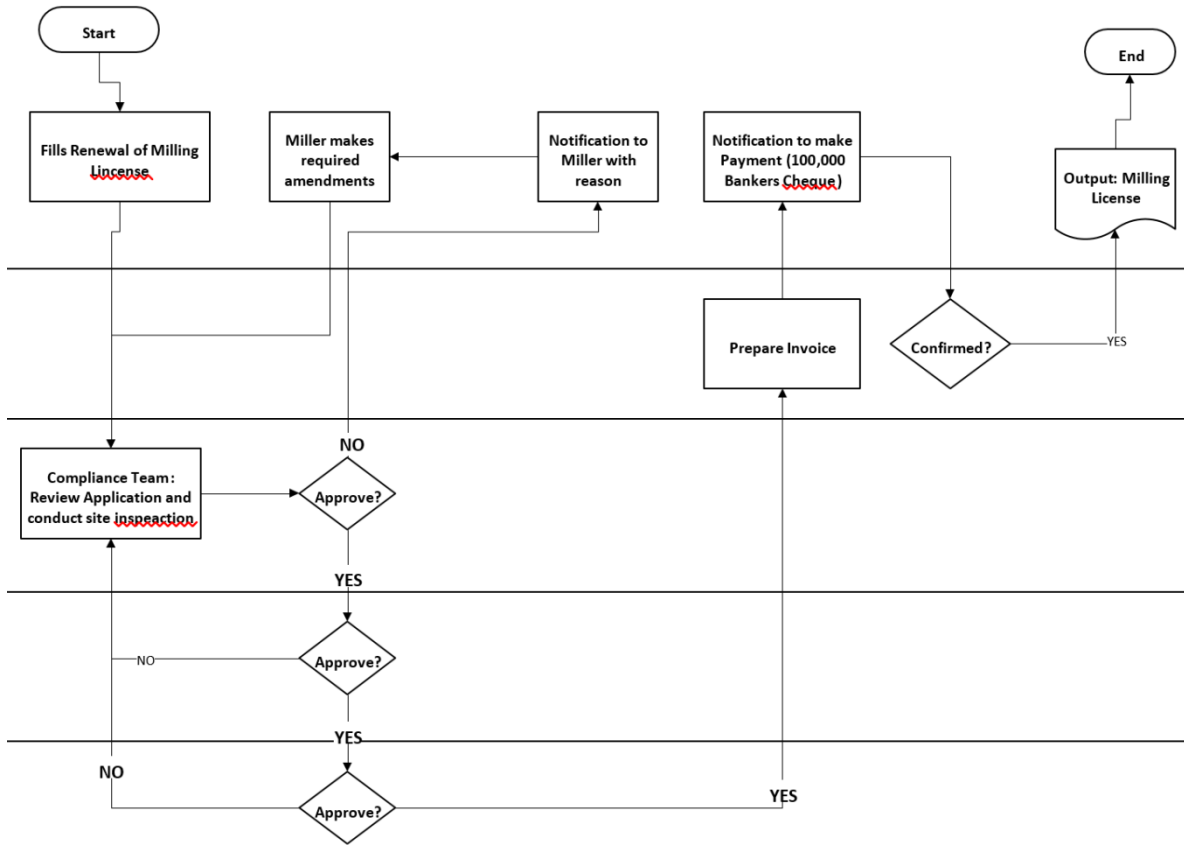 Start
End
Fills Renewal of Milling
Lincense
Miller makes
required
amendments
Notification to
Miller with
reason
Notification to make
Payment (100,000
Bankers Cheque)
Output: Milling
License
Prepare Invoice
Confirmed?
YES
NO
Compliance Team:
Review Application and
conduct site inspeaction
Approve?
YES
NO
Approve?
YES
NO
Approve?
YES